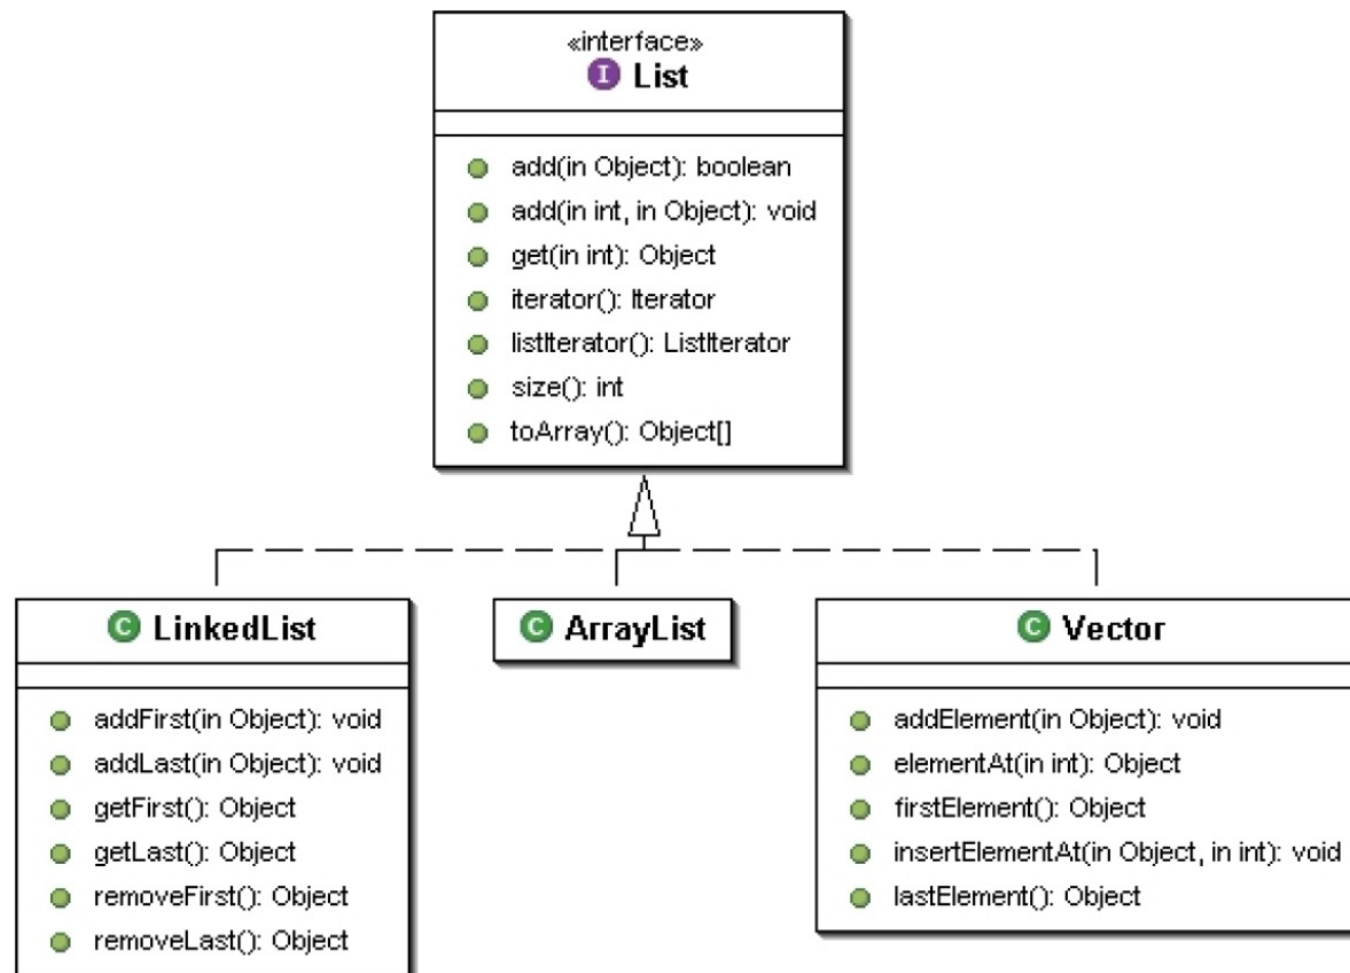 «interface»
I List
add(in Object): boolean
add(in int, in Object): void
get(in int): Object
iterator(): Iterator
listIterator(): ListIterator
size(): int
toArray(): Object[]
C LinkedList
addFirst(in Object): void
addLast(in Object): void
getFirst(): Object
getLast(): Object
removeFirst(): Object
removeLast(): Object
C ArrayList
C Vector
addElement(in Object): void
elementAt(in int): Object
firstElement(): Object
insertElementAt(in Object, in int): void
lastElement(): Object